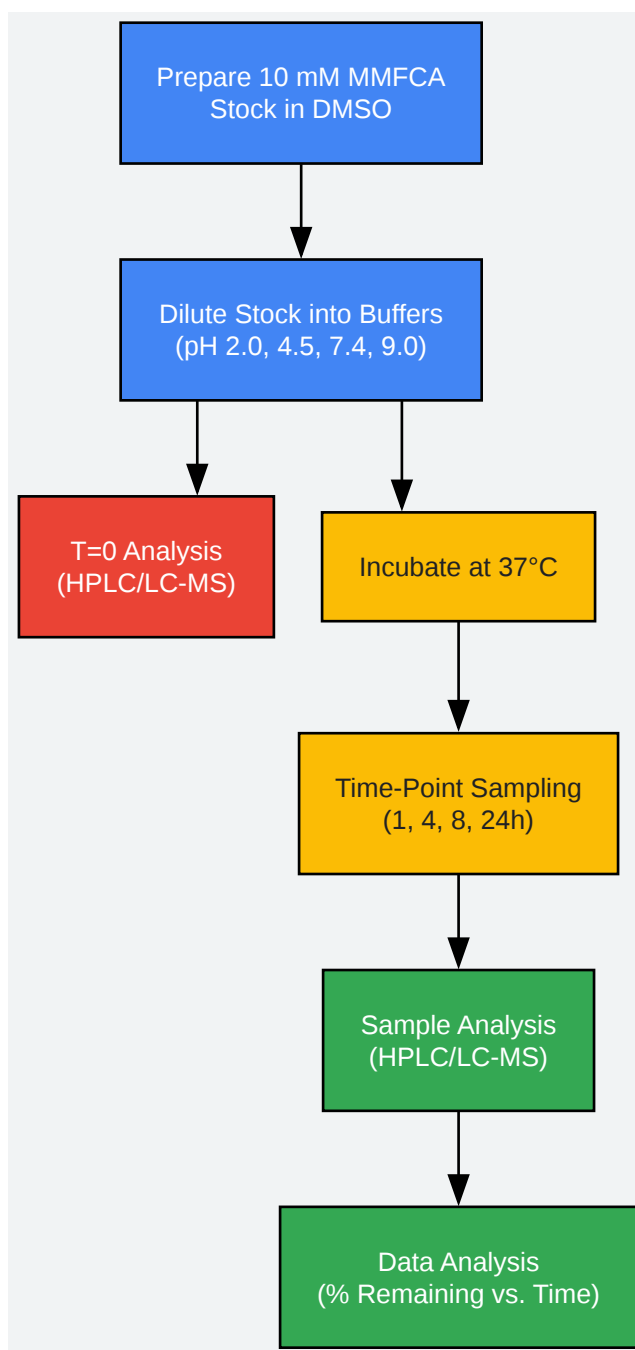 Prepare 10 mM MMFCA
Stock in DMSO
Dilute Stock into Buffers
(pH 2.0, 4.5, 7.4, 9.0)
T=0 Analysis
(HPLC/LC-MS)
Incubate at 37°C
Time-Point Sampling
(1, 4, 8, 24h)
Sample Analysis
(HPLC/LC-MS)
Data Analysis
(% Remaining vs. Time)